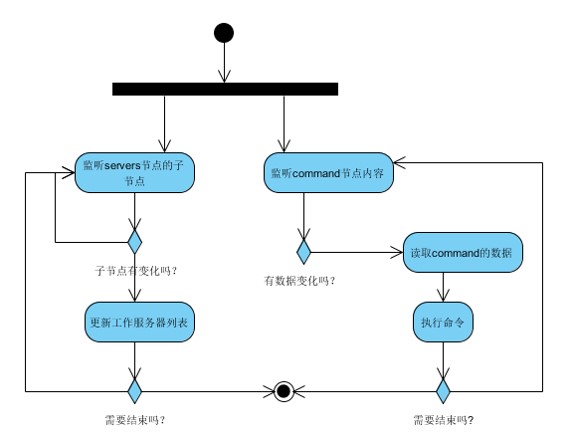 监听servers节点的子
节点
监听command节点内容
读取command的数据
子节点有变化吗？
有数据变化吗？
更新工作服务器列表
执行命令
需要结束吗？
需要结束吗?